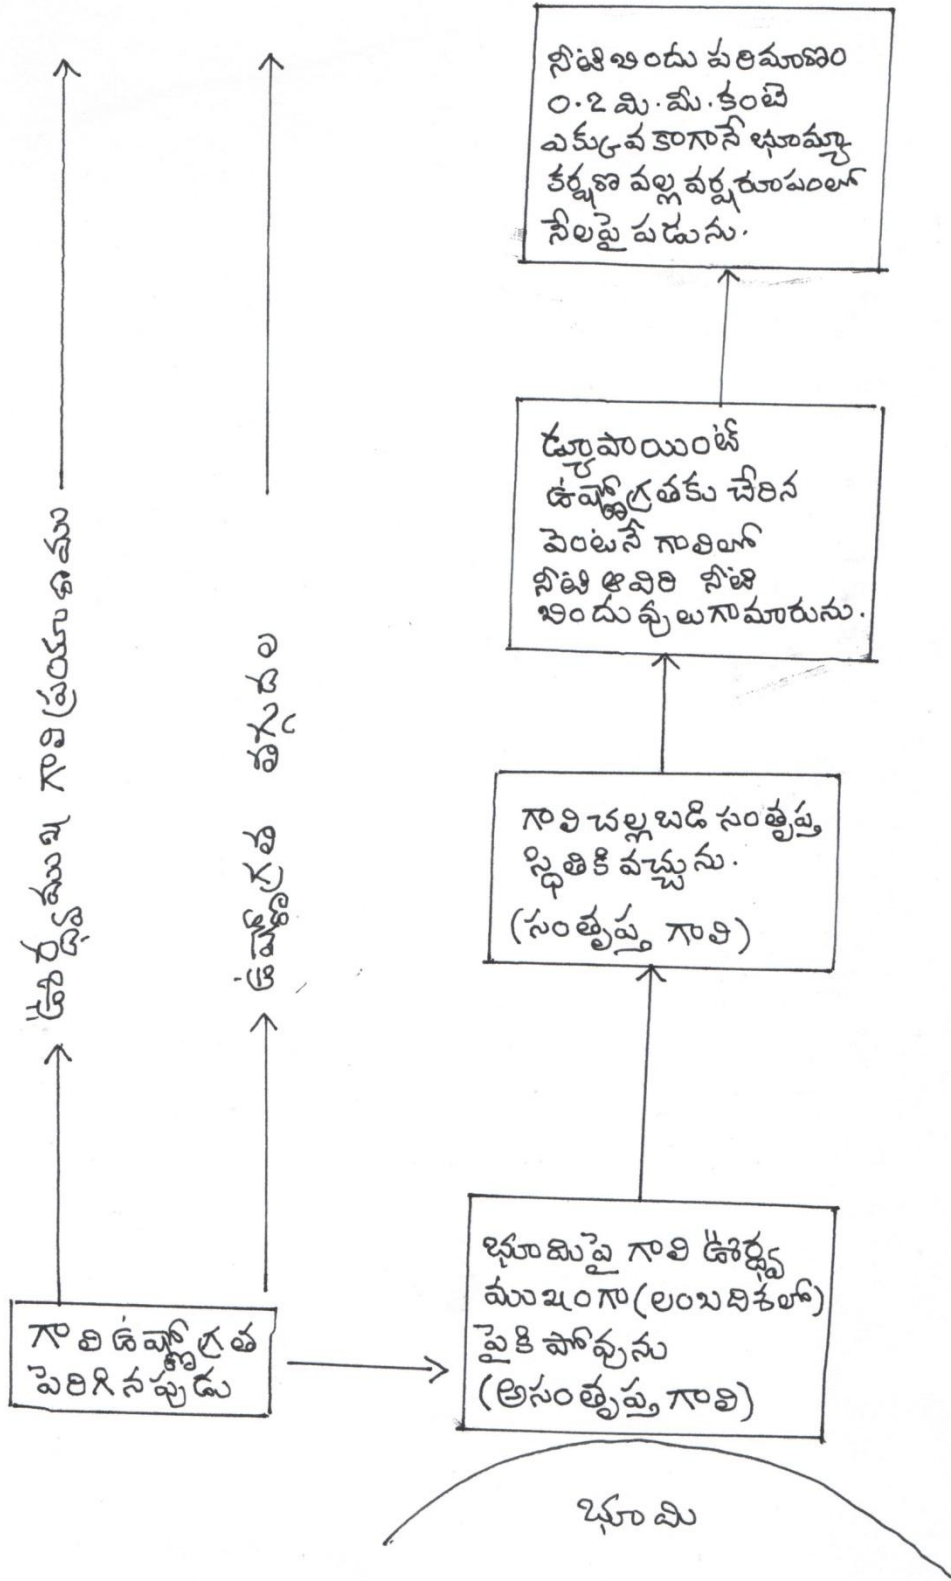 నీటి బిందు పరిమాణం
0.2 మి.మీ. కంటె
ఎక్కువ కాగానే భూమ్యా
కర్షణ వల్ల వర్షరూపంలో
నేలపై పడును.
డ్యూపాయింట్
ఉష్ణోగ్రతకు చేరిన
వెంటనే గాలిలో
నీటి ఆవిరి నీటి
బిందువులుగా మారును.
గాలి చల్లబడి సంతృప్త
స్థితికి వచ్చును.
(సంతృప్త గాలి)
భూమిపై గాలి ఊర్ధ్వ
ముఖంగా (లంబదిశలో)
పైకి పోవును
(అసంతృప్త గాలి)
భూమి
గాలి ఉష్ణోగ్రత
పెరిగినప్పుడు
ఊర్ధ్వముఖ గాలి ప్రయాణము
ఉష్ణోగ్రత తగ్గుదల